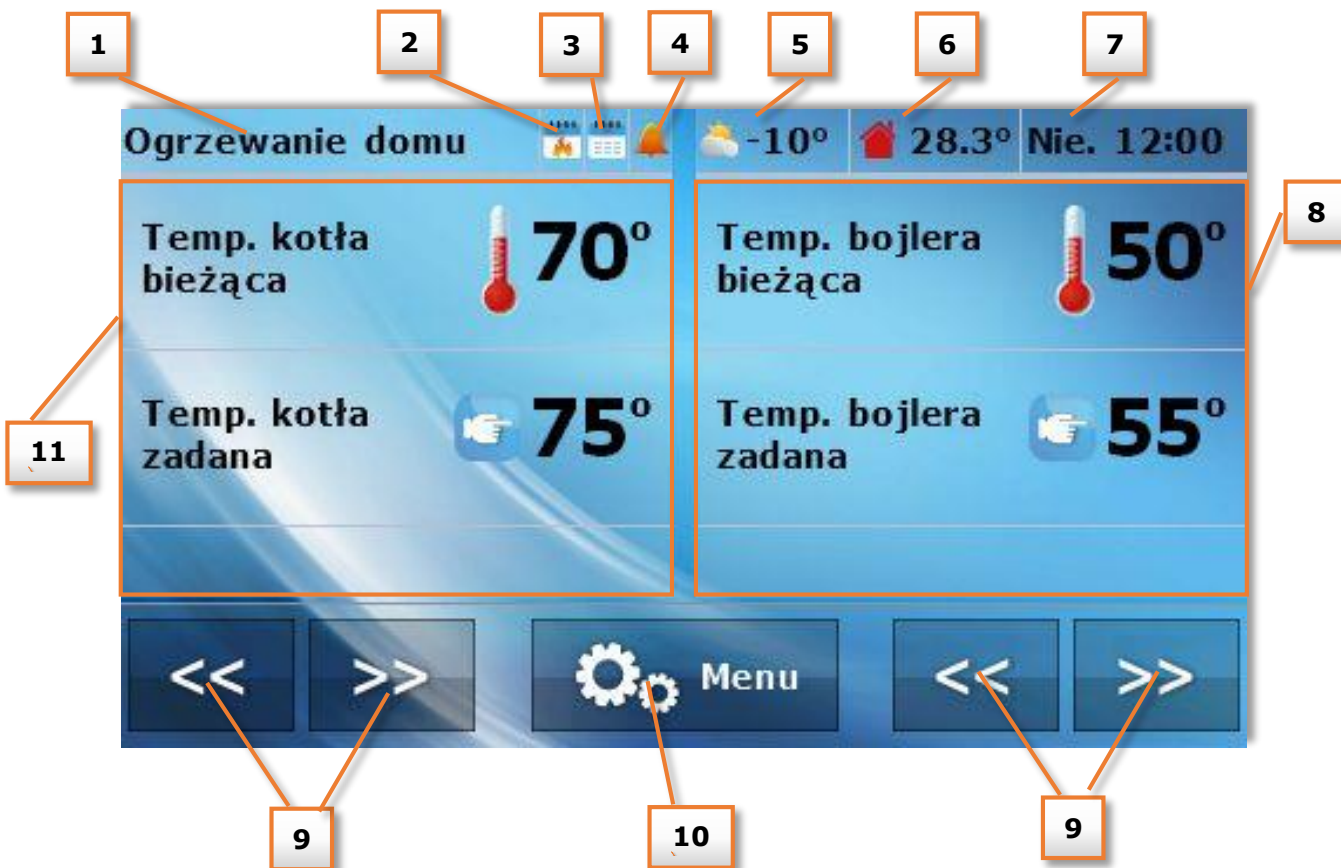 1
2
3
4
5
6
7
Ogrzewanie domu
-10°
28.3°
Nie. 12:00
8
Temp. kotła
bieżąca
70°
Temp. bojlera
bieżąca
50°
11
Temp. kotła
zadana
75°
Temp. bojlera
zadana
55°
<<
>>
Menu
<<
>>
9
10
9